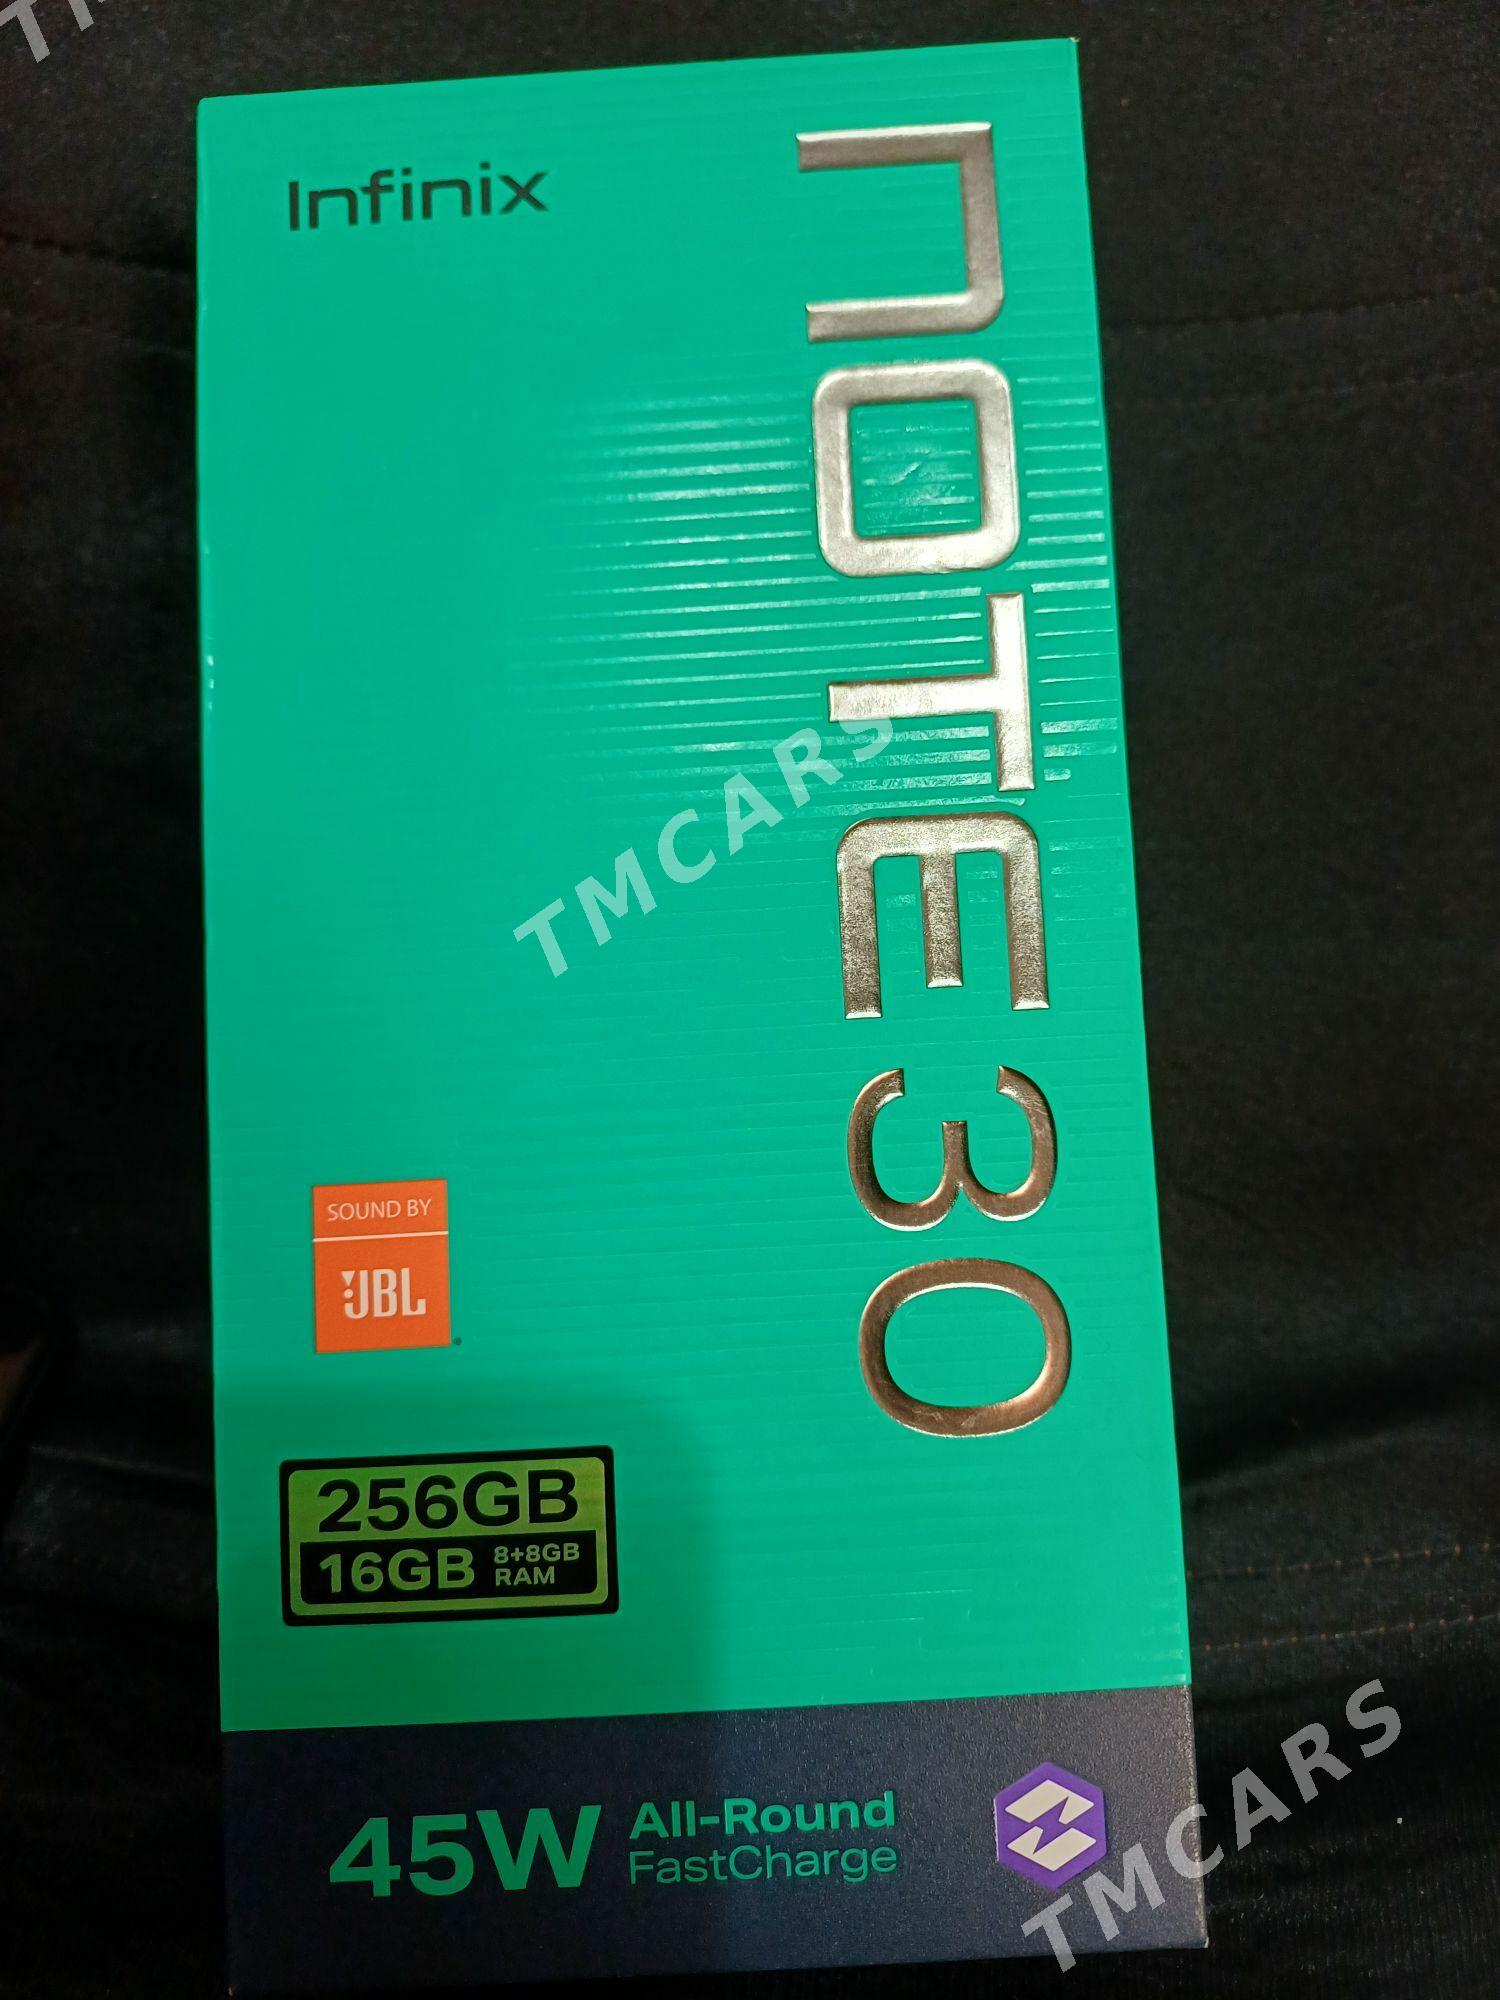 Infinix
NOTE 30
SOUND BY
JBL
256GB
16GB 8+8GB
RAM
45W All-Round
FastCharge
TMCARS
TMCARS